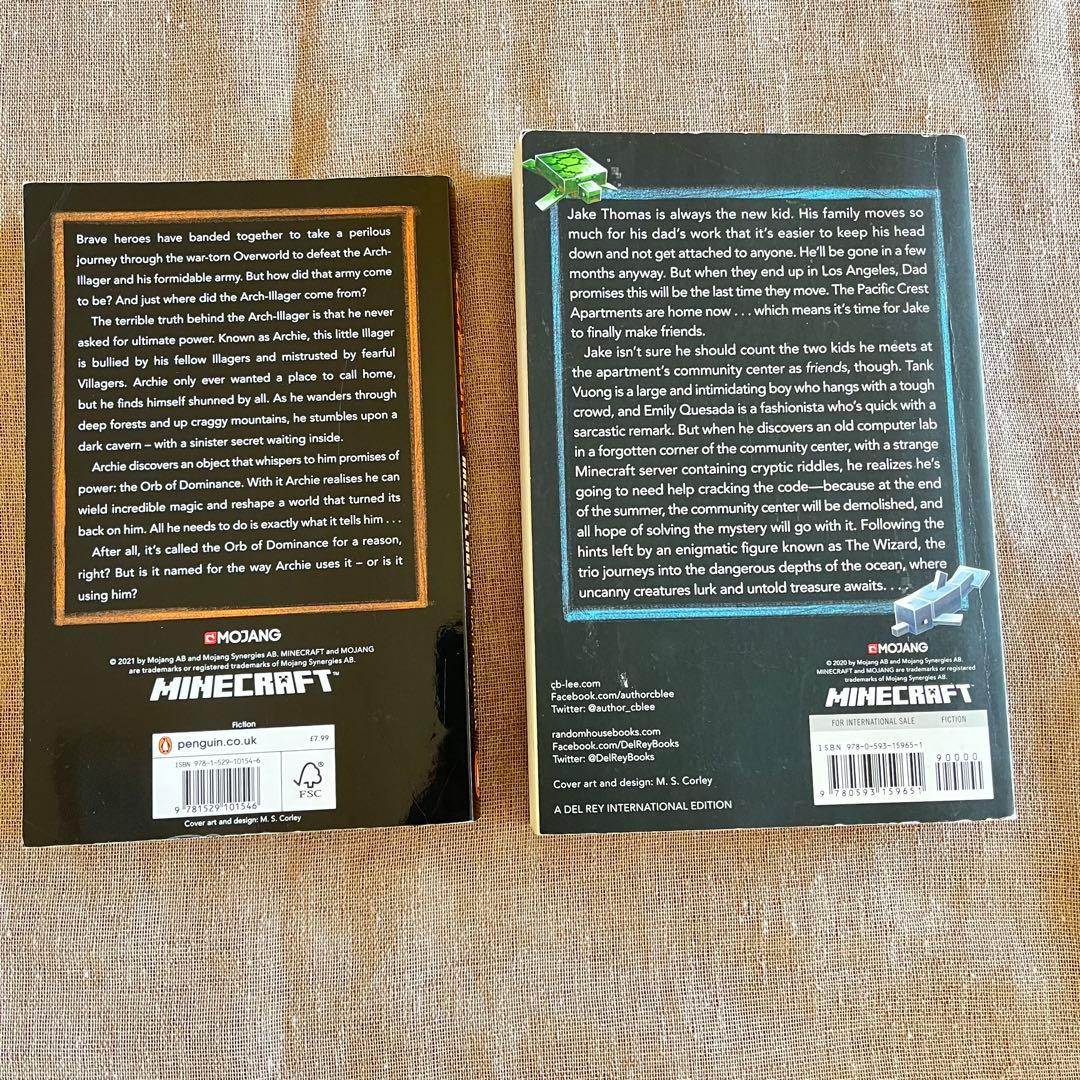 Brave heroes have banded together to take a perilous
journey through the war-torn Overworld to defeat the Arch-
Illager and his formidable army. But how did that army come
to be? And just where did the Arch-Illager come from?
The terrible truth behind the Arch-Illager is that he never
asked for ultimate power. Known as Archie, this little Illager
is bullied by his fellow Illagers and mistrusted by fearful
Villagers. Archie only ever wanted a place to call home,
but he finds himself shunned by all. As he wanders through
deep forests and up craggy mountains, he stumbles upon a
dark cavern – with a sinister secret waiting inside.
Archie discovers an object that whispers to him promises of
power: the Orb of Dominance. With it Archie realises he can
wield incredible magic and reshape a world that turned its
back on him. All he needs to do is exactly what it tells him . . .
After all, it's called the Orb of Dominance for a reason,
right? But is it named for the way Archie uses it – or is it
using him?
MOJANG
© 2021 by Mojang AB and Mojang Synergies AB. MINECRAFT and MOJANG
are trademarks or registered trademarks of Mojang Synergies AB.
MINECRAFT™
Fiction
penguin.co.uk
£7.99
ISBN 978-1-529-10154-6
9 781529 101546
FSC
Cover art and design: M. S. Corley
Jake Thomas is always the new kid. His family moves so
much for his dad's work that it's easier to keep his head
down and not get attached to anyone. He'll be gone in a few
months anyway. But when they end up in Los Angeles, Dad
promises this will be the last time they move. The Pacific Crest
Apartments are home now . . . which means it's time for Jake
to finally make friends.
Jake isn't sure he should count the two kids he meets at
the apartment's community center as friends, though. Tank
Vuong is a large and intimidating boy who hangs with a tough
crowd, and Emily Quesada is a fashionista who's quick with a
sarcastic remark. But when he discovers an old computer lab
in a forgotten corner of the community center, with a strange
Minecraft server containing cryptic riddles, he realizes he's
going to need help cracking the code—because at the end
of the summer, the community center will be demolished, and
all hope of solving the mystery will go with it. Following the
hints left by an enigmatic figure known as The Wizard, the
trio journeys into the dangerous depths of the ocean, where
uncanny creatures lurk and untold treasure awaits. . . .
MOJANG
© 2020 by Mojang AB and Mojang Synergies AB.
MINECRAFT and MOJANG are trademarks or registered
trademarks of Mojang Synergies AB.
MINECRAFT
cb-lee.com
Facebook.com/authorcblee
Twitter: @author_cblee
randomhousebooks.com
Facebook.com/DelReyBooks
Twitter: @DelReyBooks
Cover art and design: M. S. Corley
A DEL REY INTERNATIONAL EDITION
FOR INTERNATIONAL SALE
FICTION
ISBN 978-0-593-15965-1
90000
9 780593 159651